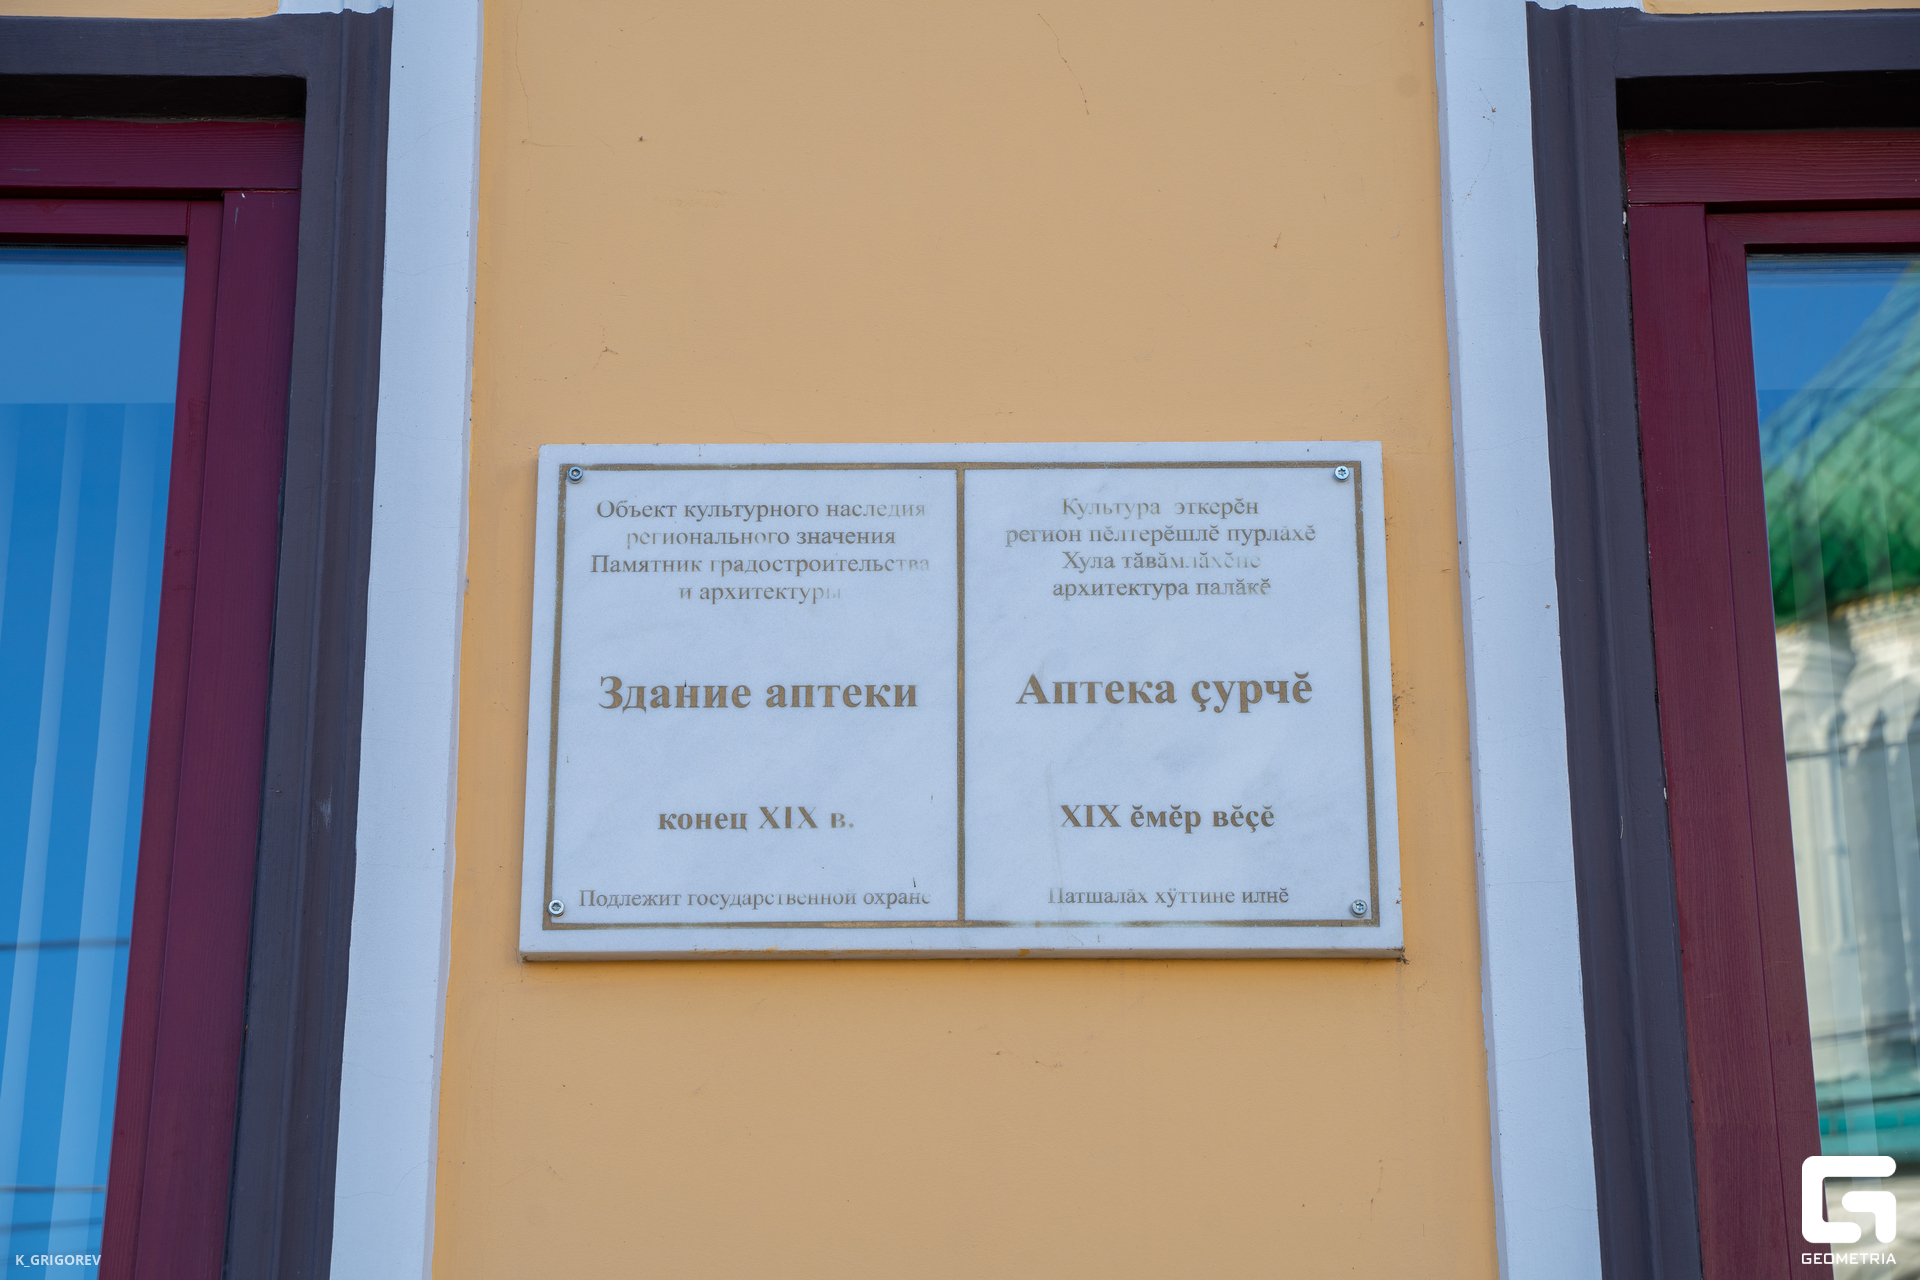 Объект культурного наследия
регионального значения
Памятник градостроительства
и архитектуры
Здание аптеки
конец XIX в.
Подлежит государственной охране
Культура эткерĕн
регион пĕлтерĕшлĕ пурлăхĕ
Хула тăвăмлăхĕпе
архитектура палăкĕ
Аптека çурчĕ
XIX ĕмĕр вĕçĕ
Патшалăх хӳттине илнĕ
K_GRIGOREV
GEOMETRIA